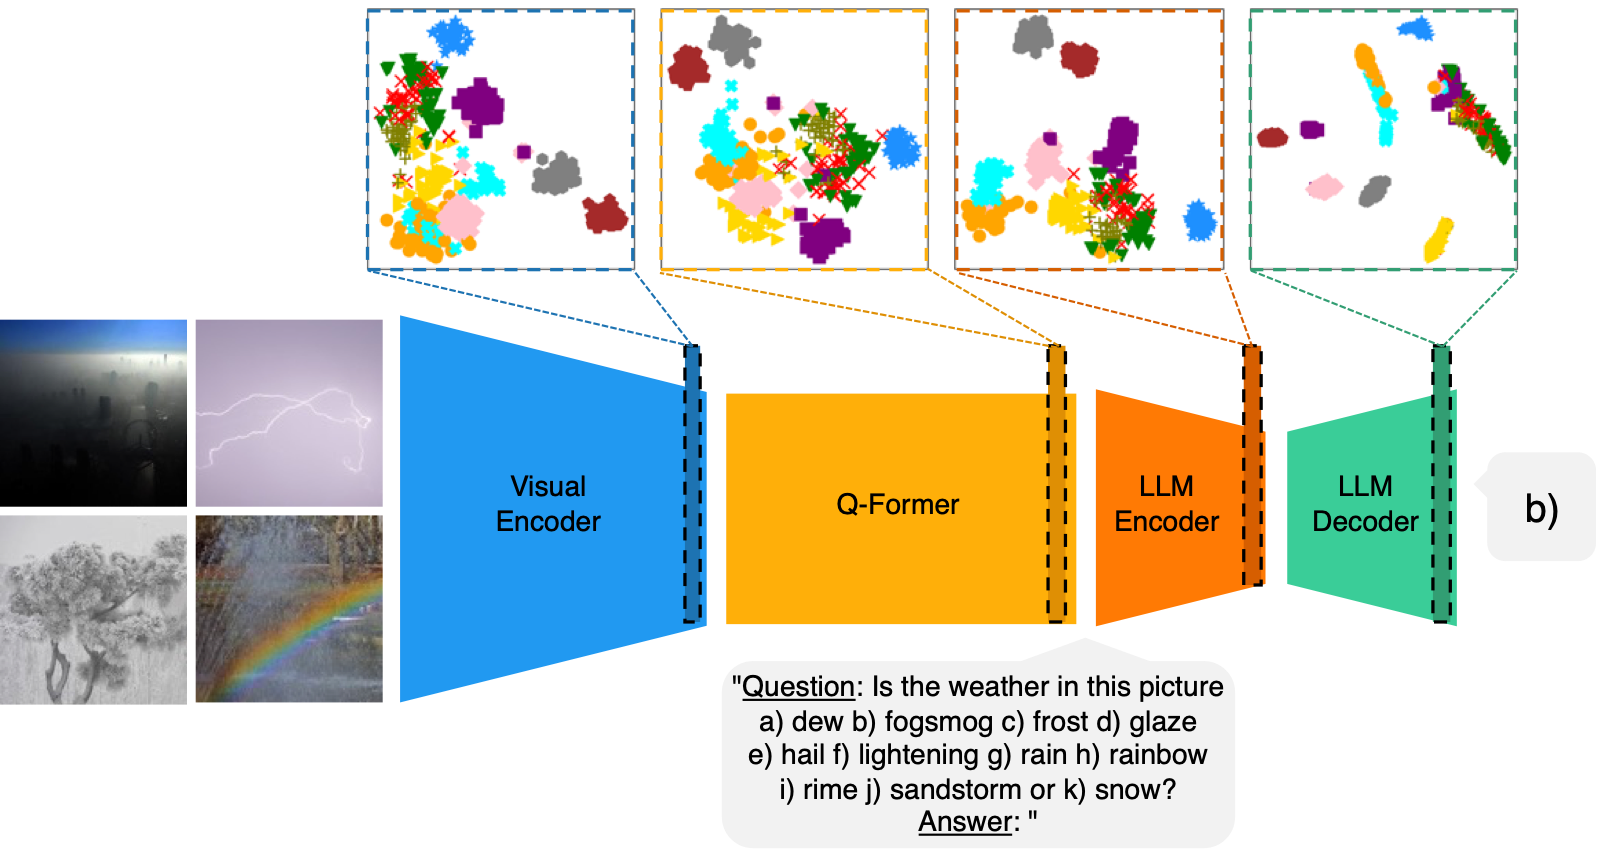 Visual
Encoder
Q-Former
LLM
Encoder
LLM
Decoder
b)
"Question: Is the weather in this picture
a) dew b) fogsmog c) frost d) glaze
e) hail f) lightening g) rain h) rainbow
i) rime j) sandstorm or k) snow?
Answer: "